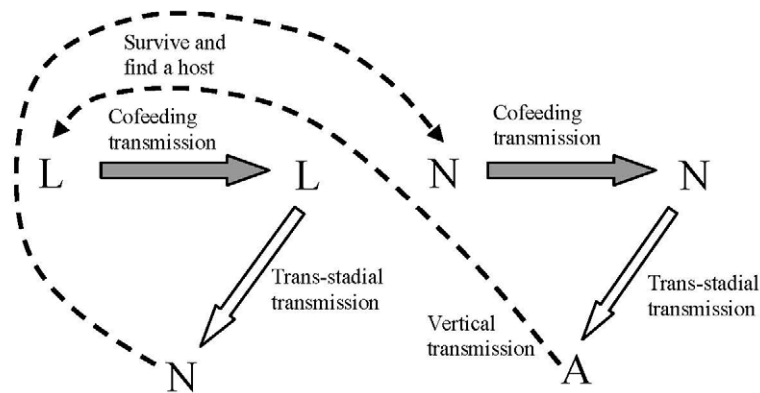 Survive and
find a host
Cofeeding
transmission
Cofeeding
transmission
L
L
N
N
Trans-stadial
transmission
Trans-stadial
transmission
Vertical
transmission
N
A